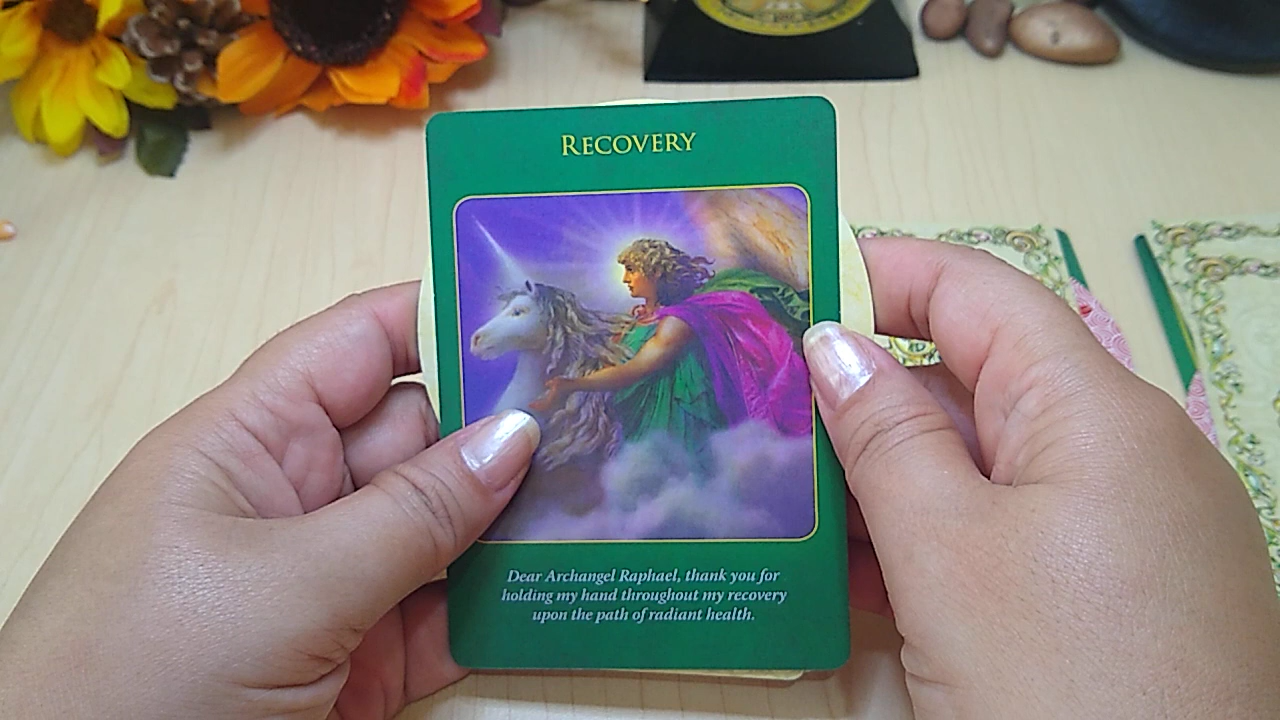 RECOVERY
Dear Archangel Raphael, thank you for
holding my hand throughout my recovery
upon the path of radiant health.